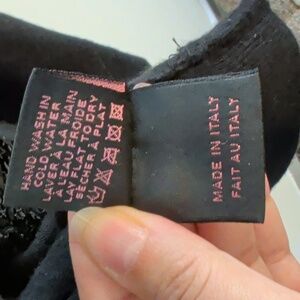 HAND WASH IN
COLD WATER
LAVER A LA MAIN
L'EAU FROIDE
LAY FLAT TO DRY
SÉCHER À PLAT
MADE IN ITALY
FAIT AU ITALY